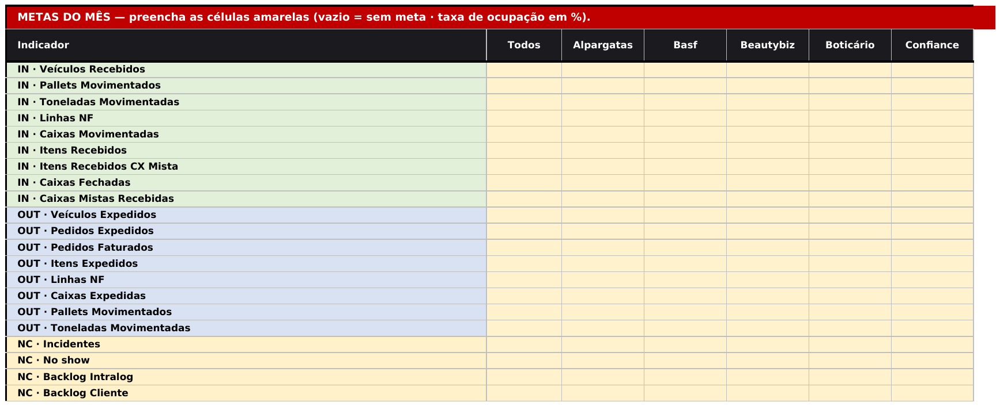 METAS DO MÊS — preencha as células amarelas (vazio = sem meta · taxa de ocupação em %).
Indicador Todos Alpargatas Basf Beautybiz Boticário Confiance
IN · Veículos Recebidos
IN · Pallets Movimentados
IN · Toneladas Movimentadas
IN · Linhas NF
IN · Caixas Movimentadas
IN · Itens Recebidos
IN · Itens Recebidos CX Mista
IN · Caixas Fechadas
IN · Caixas Mistas Recebidas
OUT · Veículos Expedidos
OUT · Pedidos Expedidos
OUT · Pedidos Faturados
OUT · Itens Expedidos
OUT · Linhas NF
OUT · Caixas Expedidas
OUT · Pallets Movimentados
OUT · Toneladas Movimentadas
NC · Incidentes
NC · No show
NC · Backlog Intralog
NC · Backlog Cliente